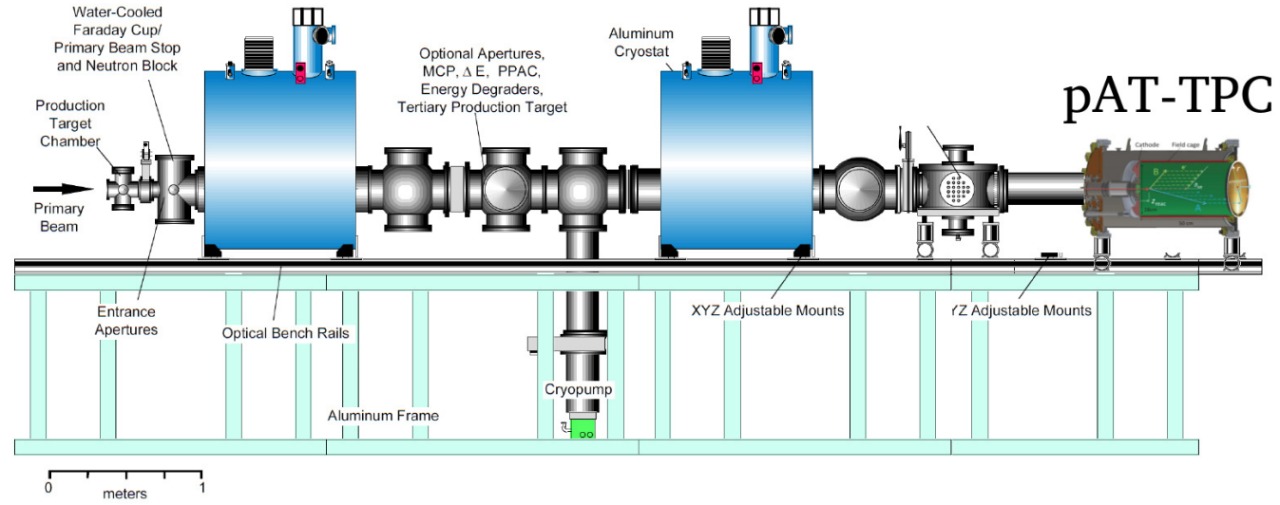 Water-Cooled
Faraday Cup/
Primary Beam Stop
and Neutron Block
Production
Target
Chamber
Primary
Beam
Optional Apertures,
MCP, Δ E, PPAC,
Energy Degraders,
Tertiary Production Target
Aluminum
Cryostat
pAT-TPC
Cathode
Field cage
B
A
Entrance
Apertures
Optical Bench Rails
XYZ Adjustable Mounts
YZ Adjustable Mounts
Cryopump
Aluminum Frame
0
1
meters